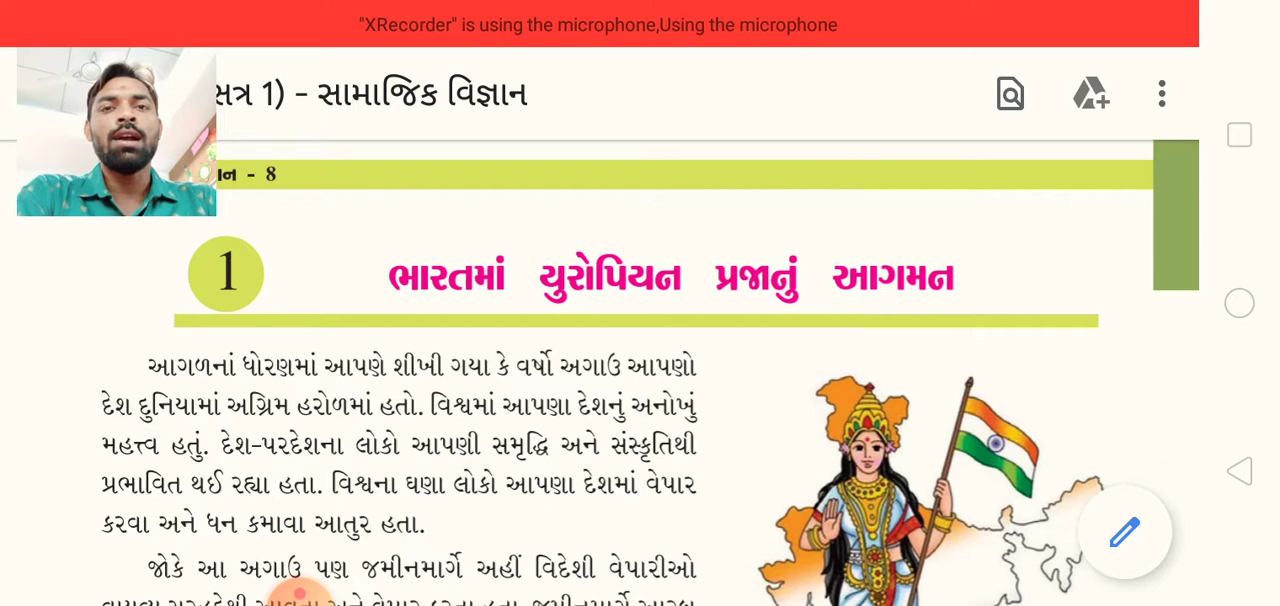 "XRecorder" is using the microphone,Using the microphone
સત્ર 1) - સામાજિક વિજ્ઞાન
ાન - 8
1
ભારતમાં યુરોપિયન પ્રજાનું આગમન
આગળનાં ધોરણમાં આપણે શીખી ગયા કે વર્ષો અગાઉ આપણો
દેશ દુનિયામાં અગ્રિમ હરોળમાં હતો. વિશ્વમાં આપણા દેશનું અનોખું
મહત્ત્વ હતું. દેશ-પરદેશના લોકો આપણી સમૃદ્ધિ અને સંસ્કૃતિથી
પ્રભાવિત થઈ રહ્યા હતા. વિશ્વના ઘણા લોકો આપણા દેશમાં વેપાર
કરવા અને ધન કમાવા આતુર હતા.
જોકે આ અગાઉ પણ જમીનમાર્ગે અહીં વિદેશી વેપારીઓ